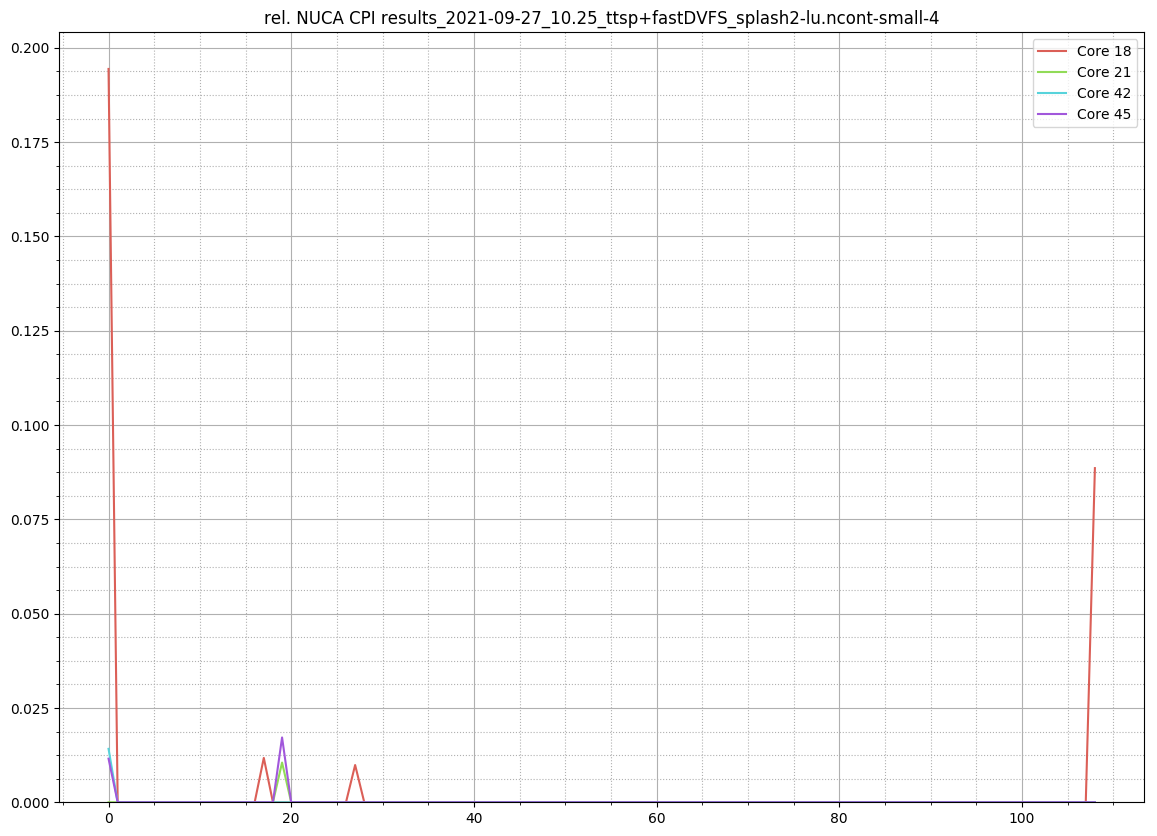 rel. NUCA CPI results_2021-09-27_10.25_ttsp+fastDVFS_splash2-lu.ncont-small-4
Core 18
Core 21
Core 42
Core 45
0.200
0.175
0.150
0.125
0.100
0.075
0.050
0.025
0.000
0 20 40 60 80 100